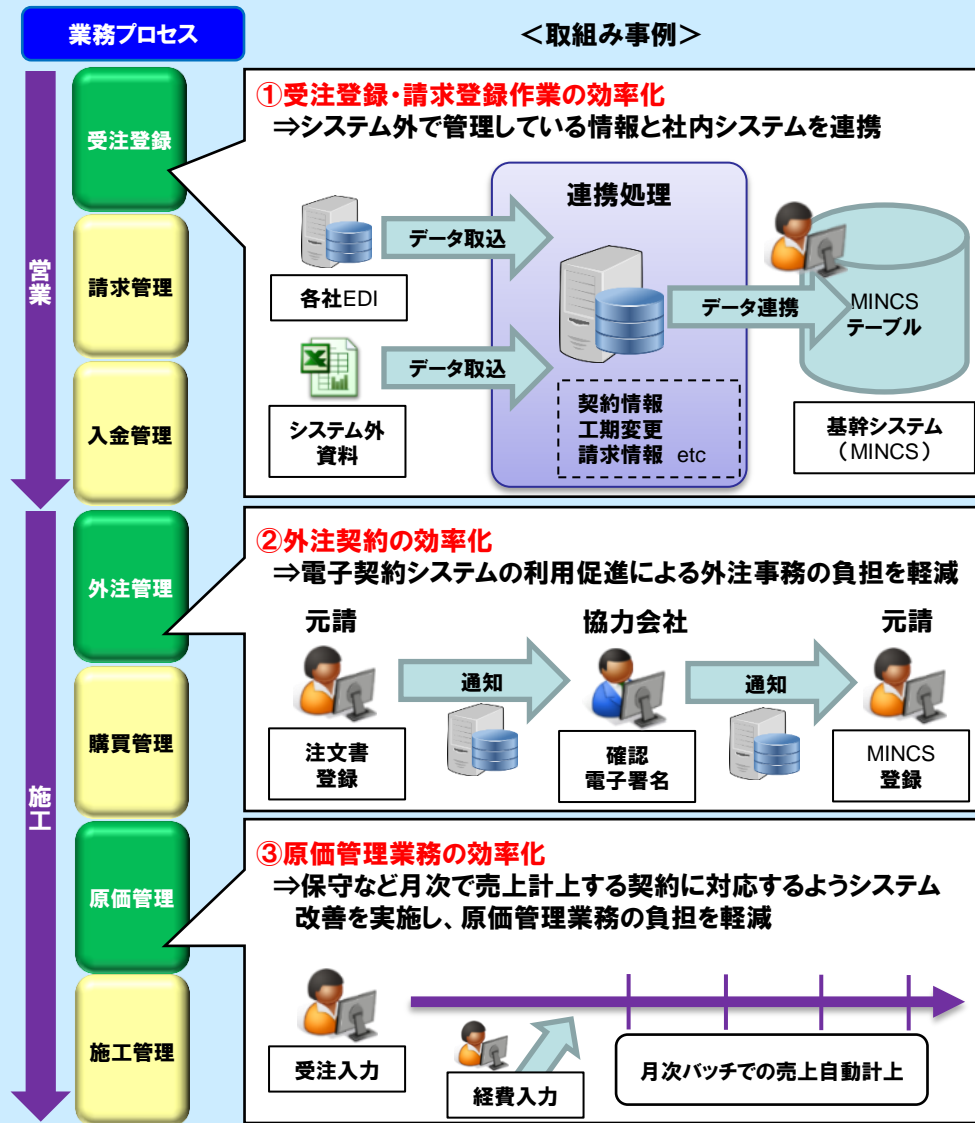 業務プロセス
＜取組み事例＞
営業
受注登録
請求管理
入金管理
①受注登録・請求登録作業の効率化
⇒システム外で管理している情報と社内システムを連携
連携処理
データ取込
各社EDI
データ取込
システム外
資料
契約情報
工期変更
請求情報 etc
データ連携
MINCS
テーブル
基幹システム
（MINCS）
施工
外注管理
購買管理
原価管理
施工管理
②外注契約の効率化
⇒電子契約システムの利用促進による外注事務の負担を軽減
元請
協力会社
元請
通知
通知
注文書
登録
確認
電子署名
MINCS
登録
③原価管理業務の効率化
⇒保守など月次で売上計上する契約に対応するようシステム
改善を実施し、原価管理業務の負担を軽減
受注入力
経費入力
月次バッチでの売上自動計上